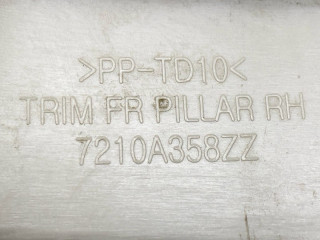 >PP-TD10<
TRIM FR PILLAR RH
7210A358ZZ